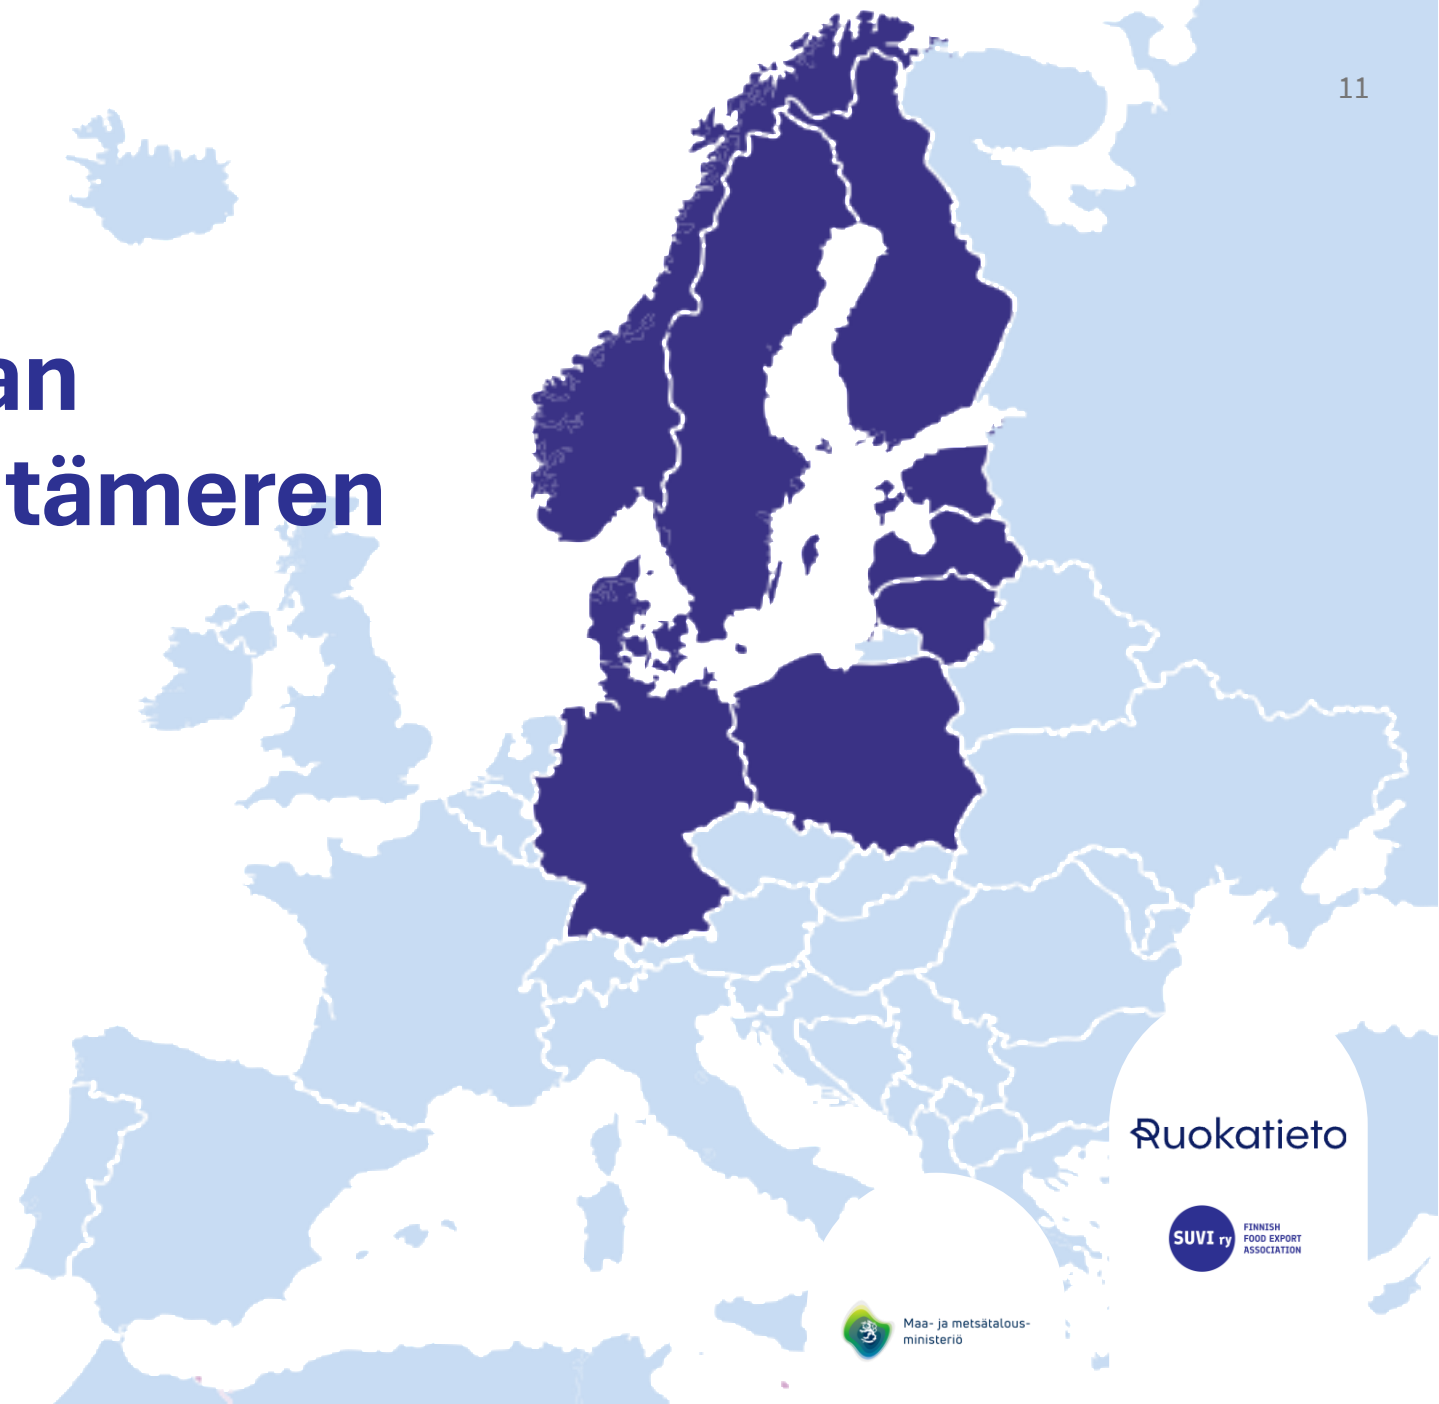 11
an
tämeren
Ruokatieto
SUVI ry
FINNISH
FOOD EXPORT
ASSOCIATION
Maa- ja metsätalous-
ministeriö